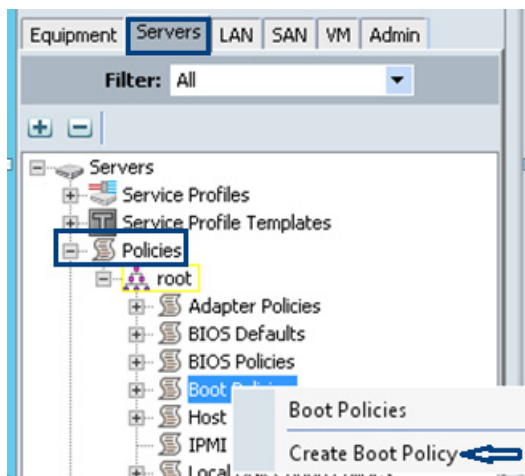 Equipment Servers LAN SAN VM Admin
Filter: All
Servers
Service Profiles
Service Profile Templates
Policies
root
Adapter Policies
BIOS Defaults
BIOS Policies
Boot Policies
Host
Boot Policies
IPMI
Create Boot Policy
Local